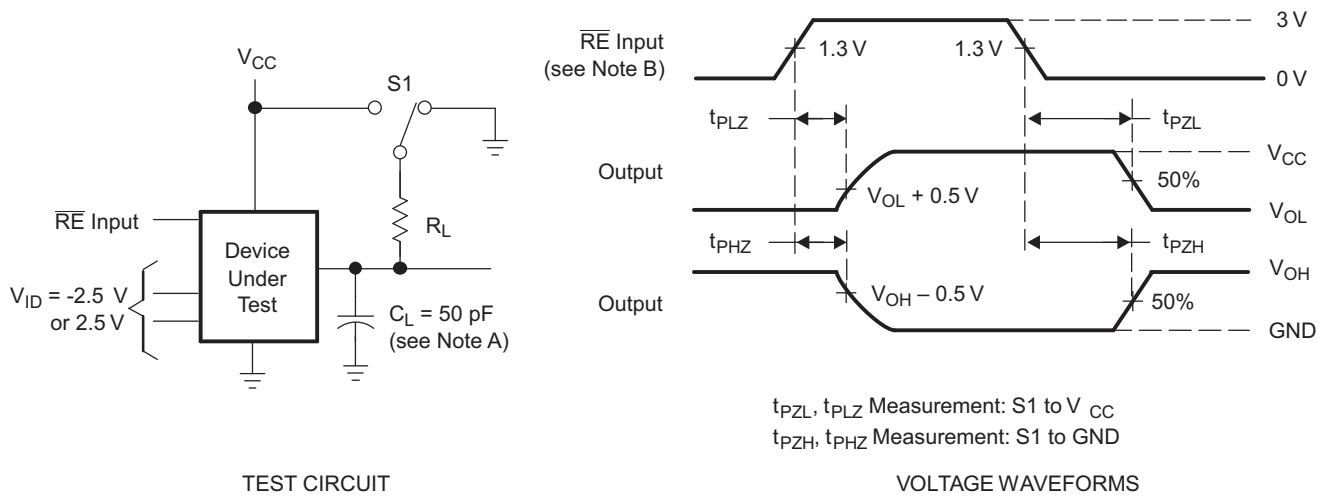 V_CC
S1
RE Input
V_ID = -2.5 V
or 2.5 V
Device
Under
Test
R_L
C_L = 50 pF
(see Note A)
TEST CIRCUIT
RE Input
(see Note B)
1.3 V
1.3 V
3 V
0 V
t_PLZ
t_PZL
Output
V_CC
50%
V_OL + 0.5 V
V_OL
t_PHZ
t_PZH
Output
V_OH
V_OH – 0.5 V
50%
GND
t_PZL, t_PLZ Measurement: S1 to V_CC
t_PZH, t_PHZ Measurement: S1 to GND
VOLTAGE WAVEFORMS